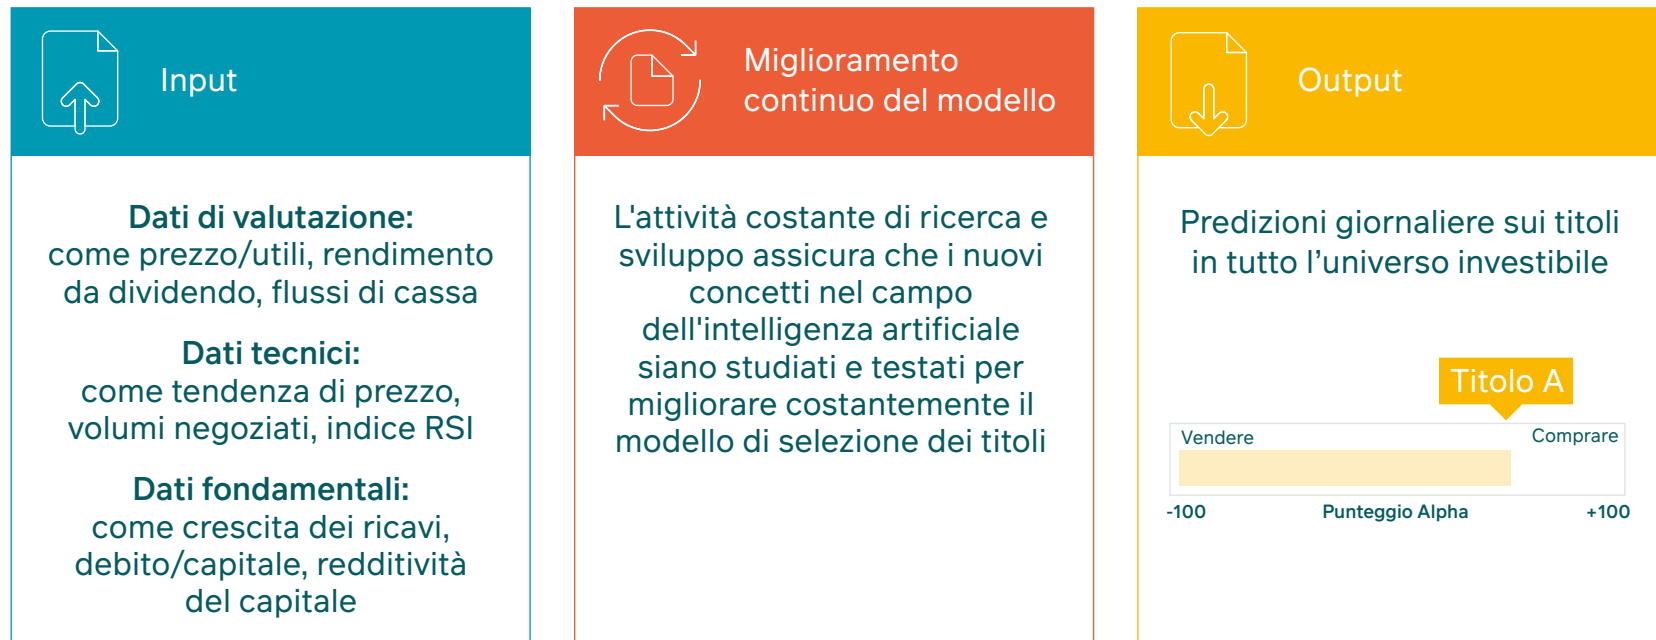 Input
Dati di valutazione:
come prezzo/utili, rendimento
da dividendo, flussi di cassa
Dati tecnici:
come tendenza di prezzo,
volumi negoziati, indice RSI
Dati fondamentali:
come crescita dei ricavi,
debito/capitale, redditività
del capitale
Miglioramento
continuo del modello
L'attività costante di ricerca e
sviluppo assicura che i nuovi
concetti nel campo
dell'intelligenza artificiale
siano studiati e testati per
migliorare costantemente il
modello di selezione dei titoli
Output
Predizioni giornaliere sui titoli
in tutto l’universo investibile
Titolo A
Vendere Comprare
-100 Punteggio Alpha +100